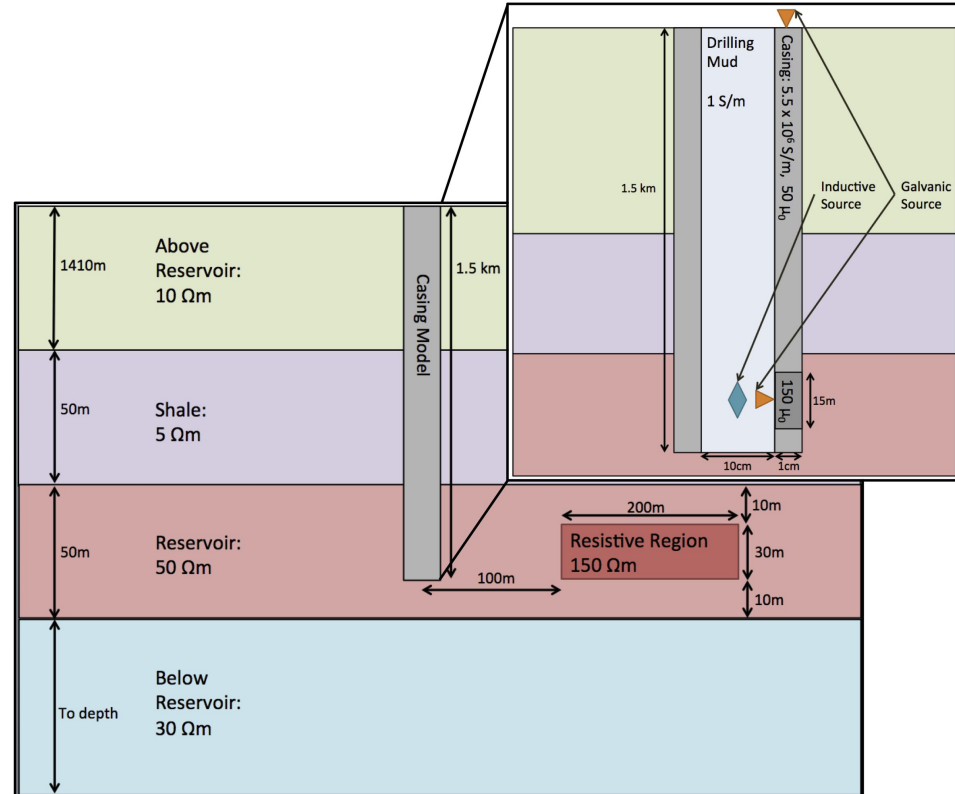 Drilling
Mud
1 S/m
Casing: 5.5 x 10⁶ S/m, 50 μ₀
1.5 km
Inductive
Source
Galvanic
Source
150 μ₀
15m
10cm
1cm
1410m
Above
Reservoir:
10 Ωm
Casing Model
1.5 km
50m
Shale:
5 Ωm
50m
Reservoir:
50 Ωm
100m
200m
Resistive Region
150 Ωm
10m
30m
10m
To depth
Below
Reservoir:
30 Ωm